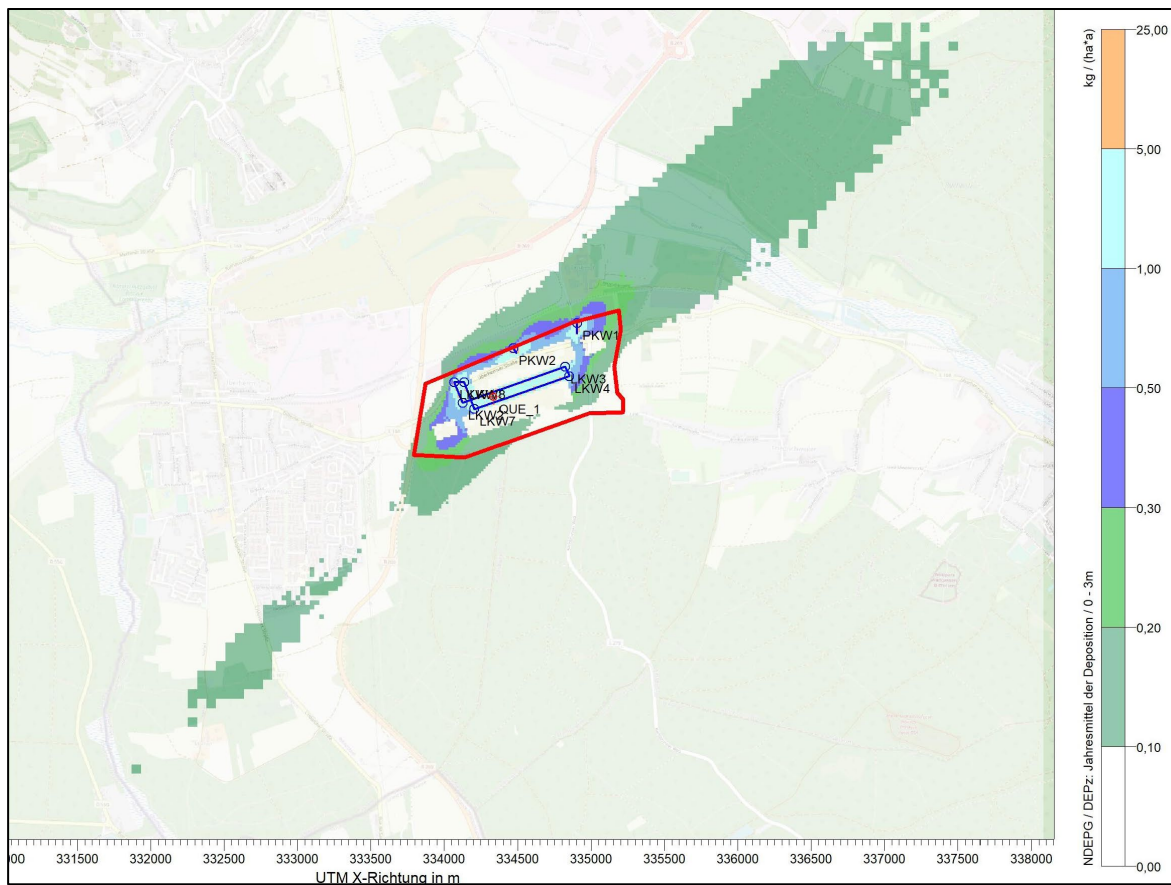 kg / (ha*a)
25,00
5,00
1,00
0,50
0,30
0,20
0,10
0,00
NDEPG / DEPz: Jahresmittel der Deposition / 0 - 3m
PKW1
PKW2
LKW3
LKW4
QUE_1
LKW2
LKW7
000 331500 332000 332500 333000 333500 334000 334500 335000 335500 336000 336500 337000 337500 338000
UTM X-Richtung in m